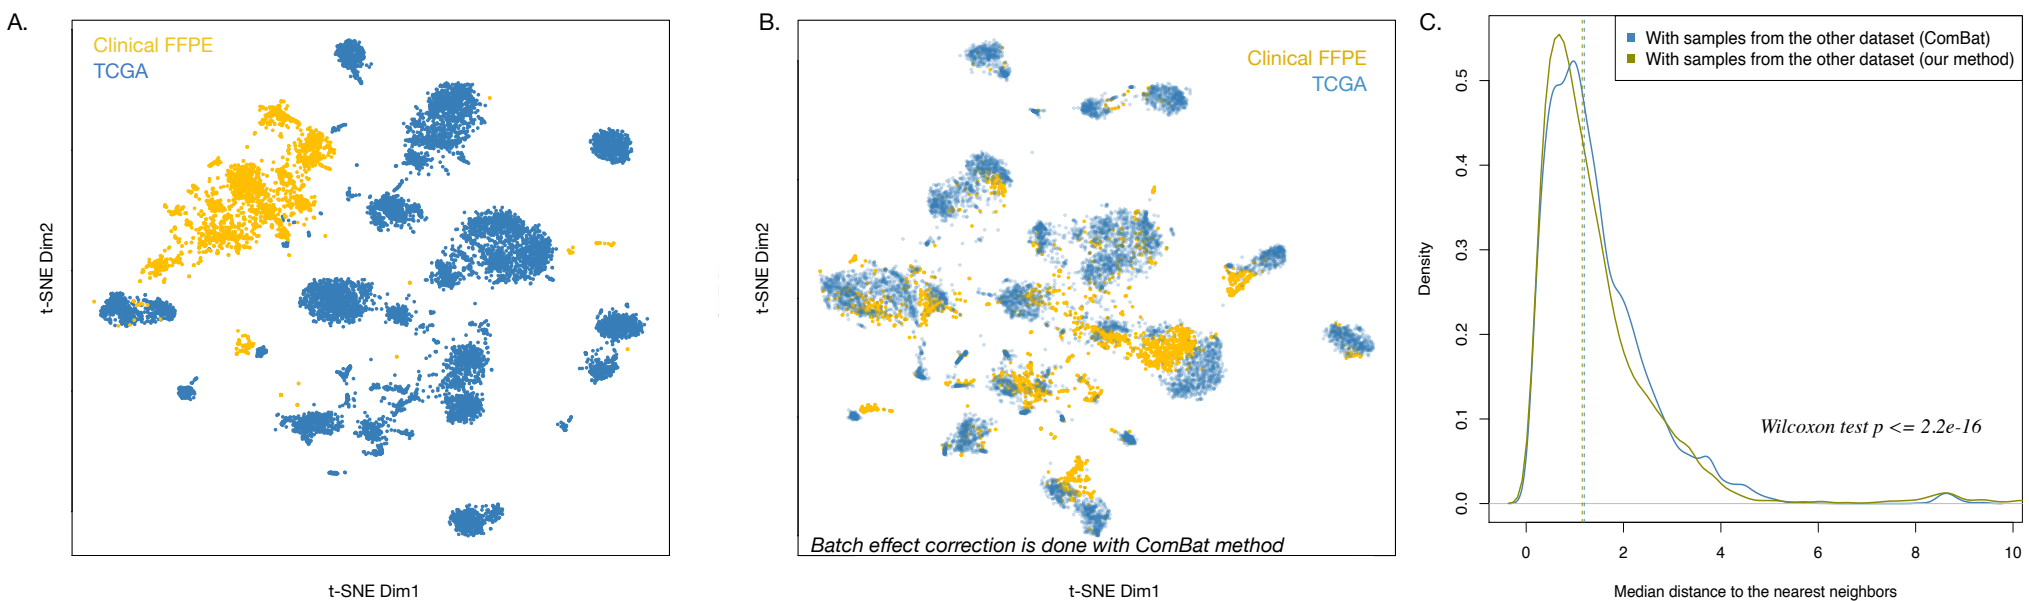 A.
Clinical FFPE
TCGA
t-SNE Dim2
t-SNE Dim1
B.
Clinical FFPE
TCGA
t-SNE Dim2
Batch effect correction is done with ComBat method
t-SNE Dim1
C.
With samples from the other dataset (ComBat)
With samples from the other dataset (our method)
Density
0.5
0.4
0.3
0.2
0.1
0.0
Wilcoxon test p <= 2.2e-16
0 2 4 6 8 10
Median distance to the nearest neighbors